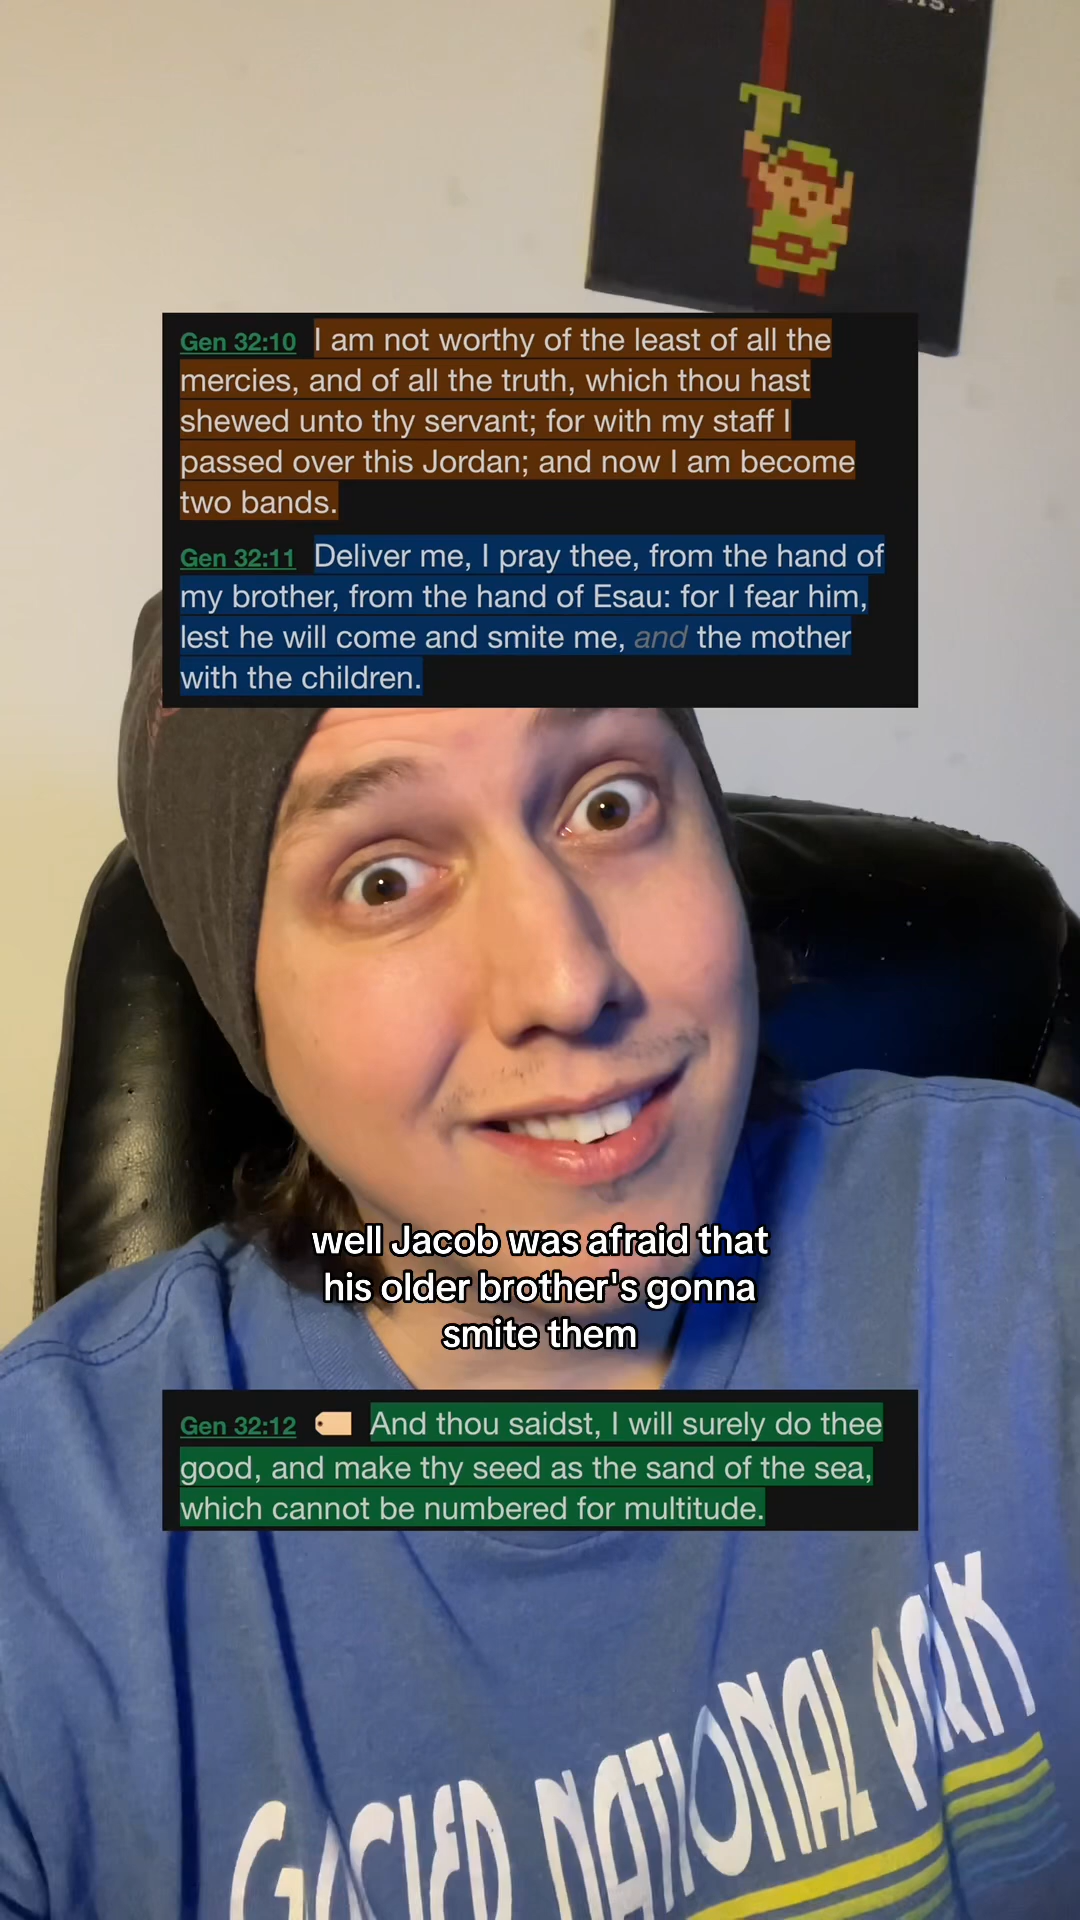 Gen 32:10 I am not worthy of the least of all the
mercies, and of all the truth, which thou hast
shewed unto thy servant; for with my staff I
passed over this Jordan; and now I am become
two bands.
Gen 32:11 Deliver me, I pray thee, from the hand of
my brother, from the hand of Esau: for I fear him,
lest he will come and smite me, and the mother
with the children.
well Jacob was afraid that
his older brother's gonna
smite them
Gen 32:12 And thou saidst, I will surely do thee
good, and make thy seed as the sand of the sea,
which cannot be numbered for multitude.
GLACIER NATIONAL PARK